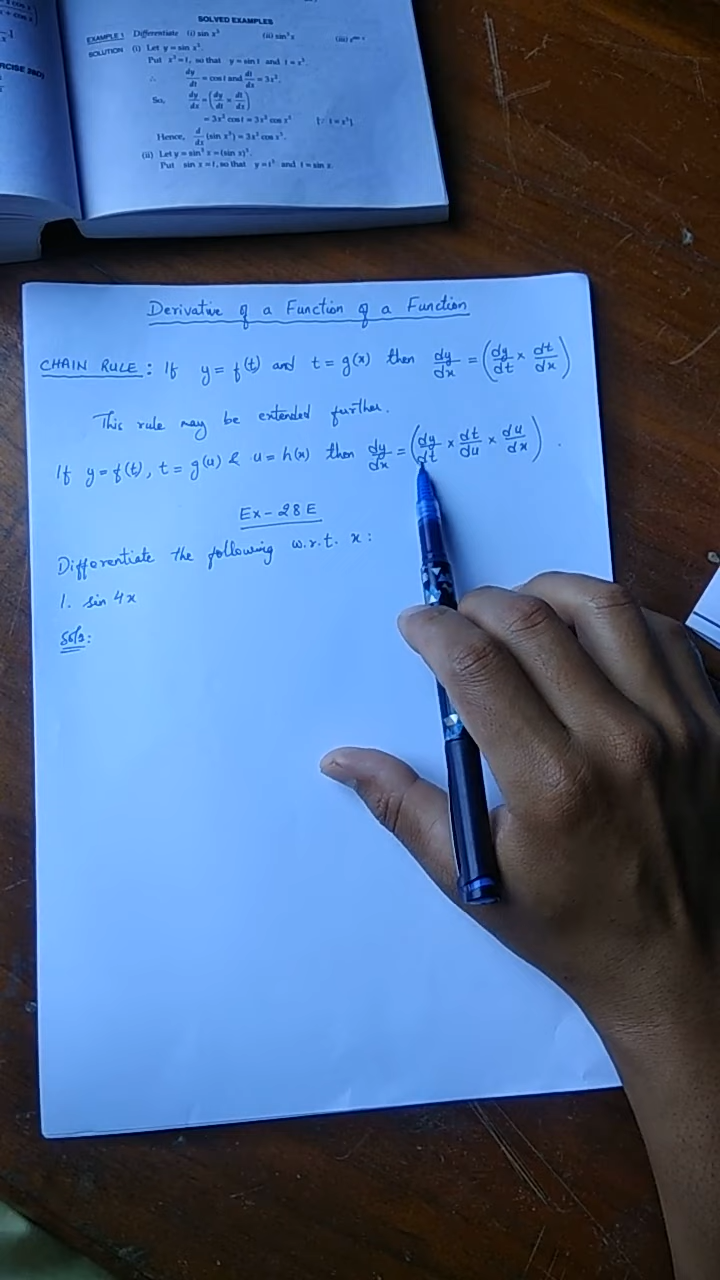 SOLVED EXAMPLES
EXAMPLE 1 Differentiate (i) sin x³ (ii) sin³ x
SOLUTION (i) Let y = sin x³.
Put x³ = t, so that y = sin t and t = x³.
∴ dy/dt = cos t and dt/dx = 3x².
So, dy/dx = (dy/dt × dt/dx)
= 3x² cos t = 3x² cos x³ [∵ t = x³].
Hence, d/dx (sin x³) = 3x² cos x³.
(ii) Let y = sin³ x = (sin x)³.
Put sin x = t, so that y = t³ and t = sin x.
Derivative of a Function of a Function
CHAIN RULE : If y = f(t) and t = g(x) then dy/dx = (dy/dt × dt/dx)
This rule may be extended further.
If y = f(t), t = g(u) & u = h(x) then dy/dx = (dy/dt × dt/du × du/dx).
Ex - 28 E
Differentiate the following w.r.t. x :
1. sin 4x
Soln: